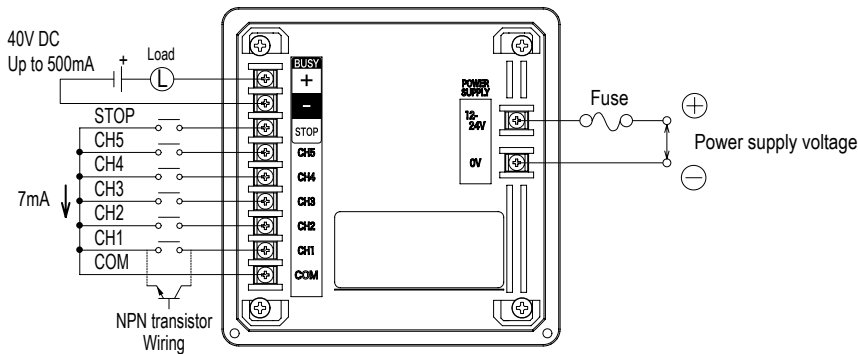 40V DC
Up to 500mA
+
Load
L
STOP
CH5
CH4
CH3
CH2
CH1
COM
7mA
NPN transistor
Wiring
BUSY
+
-
STOP
CH5
CH4
CH3
CH2
CH1
COM
POWER
SUPPLY
12-
24V
0V
Fuse
+
Power supply voltage
-